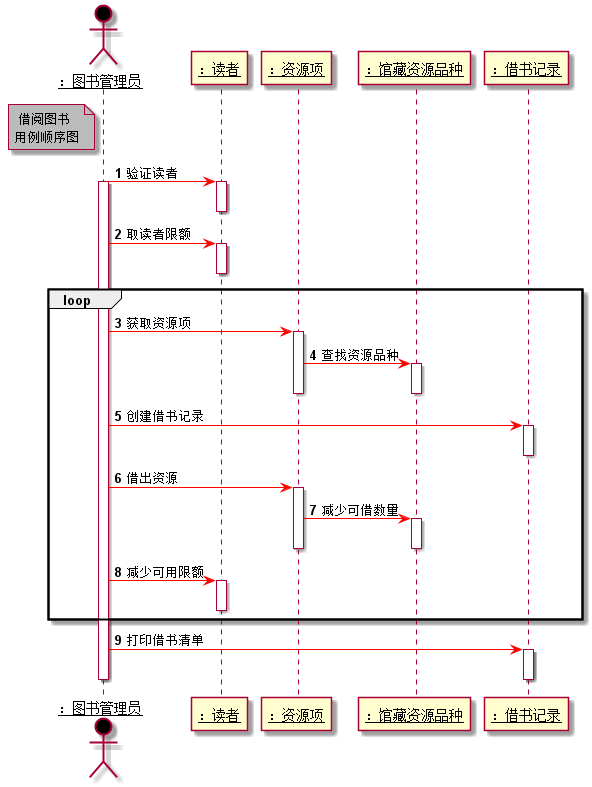 ：图书管理员
：读者
：资源项
：馆藏资源品种
：借书记录
借阅图书
用例顺序图
1 验证读者
2 取读者限额
loop
3 获取资源项
4 查找资源品种
5 创建借书记录
6 借出资源
7 减少可借数量
8 减少可用限额
9 打印借书清单
：图书管理员
：读者
：资源项
：馆藏资源品种
：借书记录